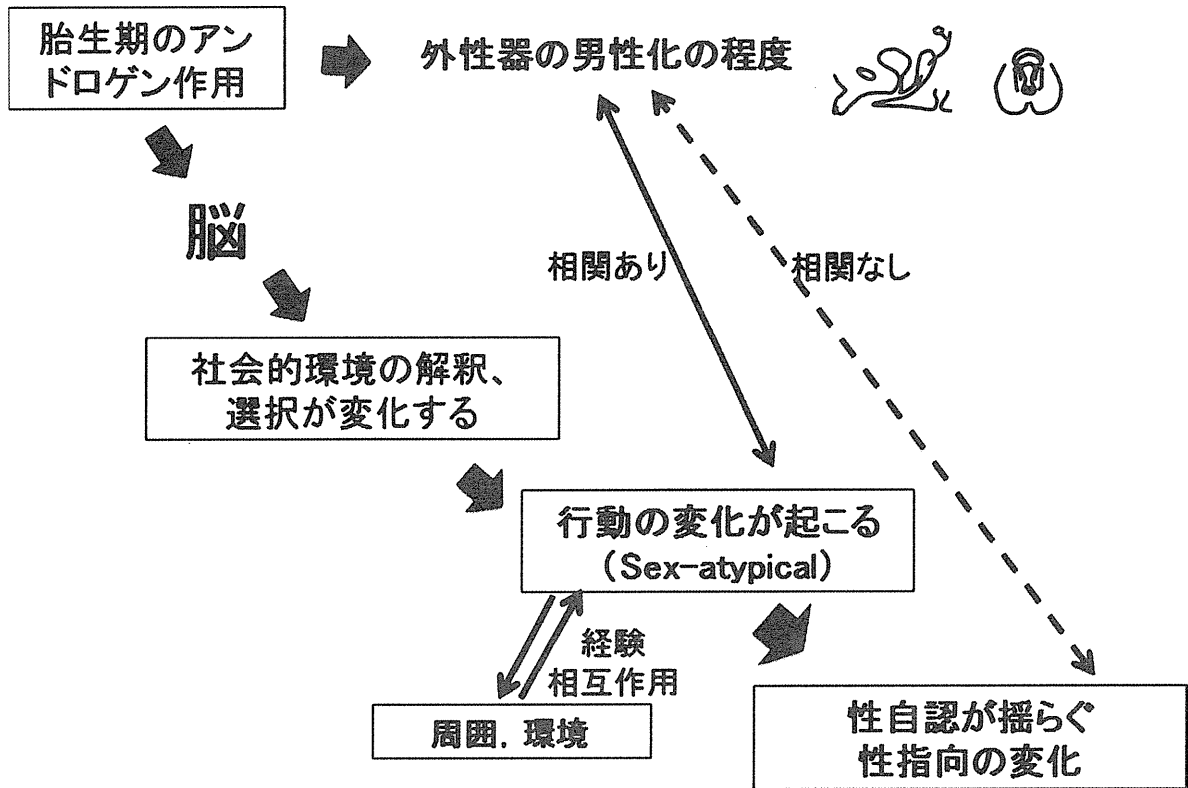 胎生期のアン
ドロゲン作用
外性器の男性化の程度
脳
相関あり
相関なし
社会的環境の解釈、
選択が変化する
行動の変化が起こる
(Sex-atypical)
経験
相互作用
周囲，環境
性自認が揺らぐ
性指向の変化